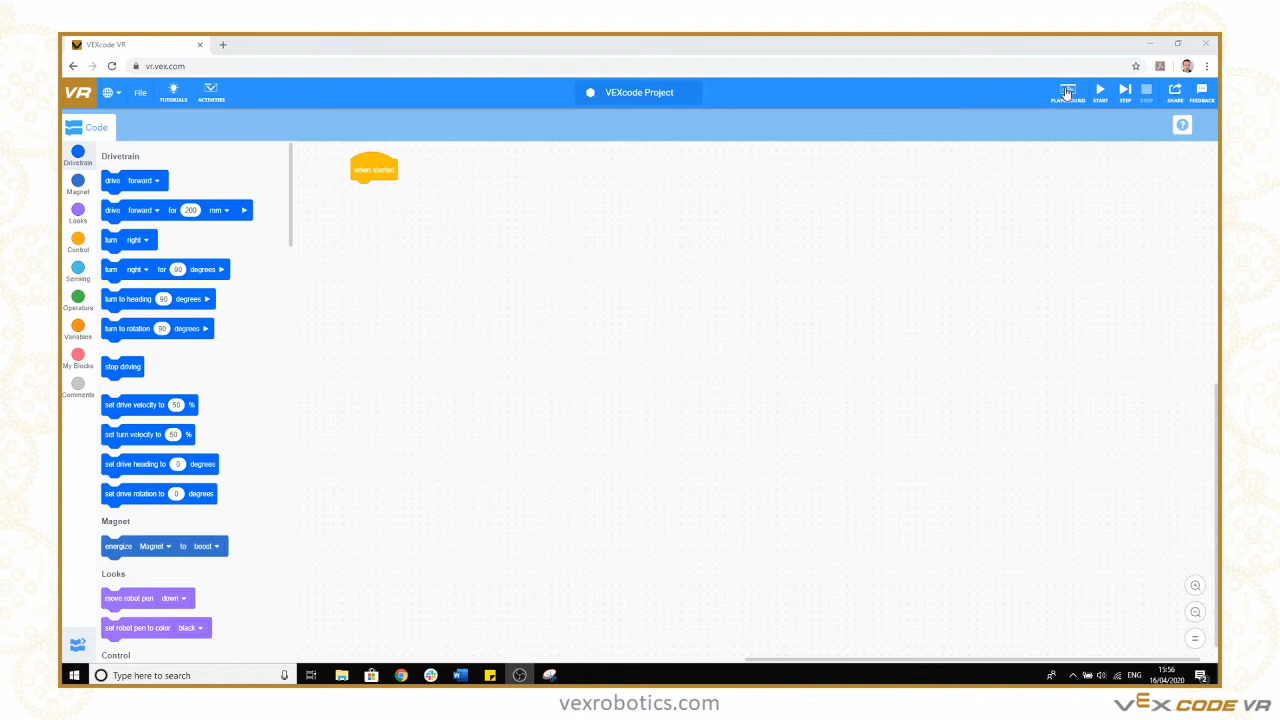 VEXcode VR
vr.vex.com
VR File TUTORIALS ACTIVITIES VEXcode Project PLAYGROUND START STEP STOP SHARE FEEDBACK
Code
?
Drivetrain
Magnet
Looks
Control
Sensing
Operators
Variables
My Blocks
Comments
Drivetrain
drive forward
drive forward for 200 mm
turn right
turn right for 90 degrees
turn to heading 90 degrees
turn to rotation 90 degrees
stop driving
set drive velocity to 50 %
set turn velocity to 50 %
set drive heading to 0 degrees
set drive rotation to 0 degrees
Magnet
energize Magnet to boost
Looks
move robot pen down
set robot pen to color black
Control
when started
Type here to search
ENG
15:56
16/04/2020
2
vexrobotics.com
VEX CODE VR